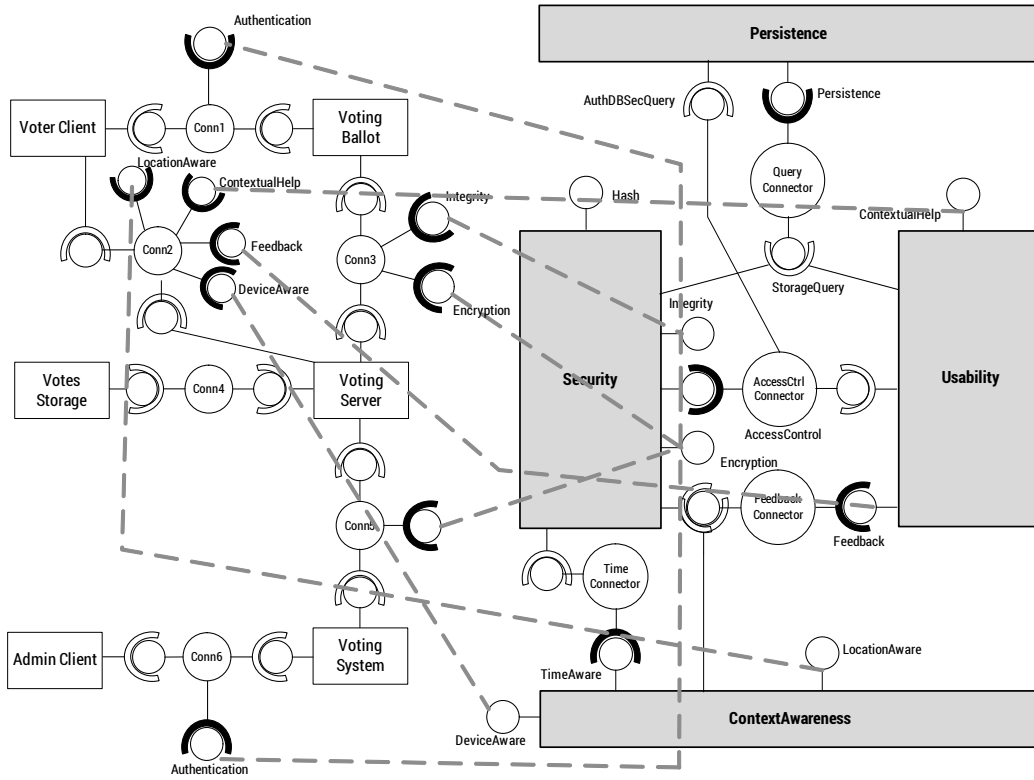 Authentication
Persistence
AuthDBSecQuery
Persistence
Voter Client
Conn1
Voting
Ballot
LocationAware
ContextualHelp
Integrity
Hash
Query
Connector
ContextualHelp
Conn2
Feedback
Conn3
DeviceAware
Encryption
StorageQuery
Integrity
Votes
Storage
Conn4
Voting
Server
Security
AccessCtrl
Connector
Usability
AccessControl
Encryption
Conn5
Feedback
Connector
Feedback
Time
Connector
Admin Client
Conn6
Voting
System
TimeAware
LocationAware
DeviceAware
ContextAwareness
Authentication